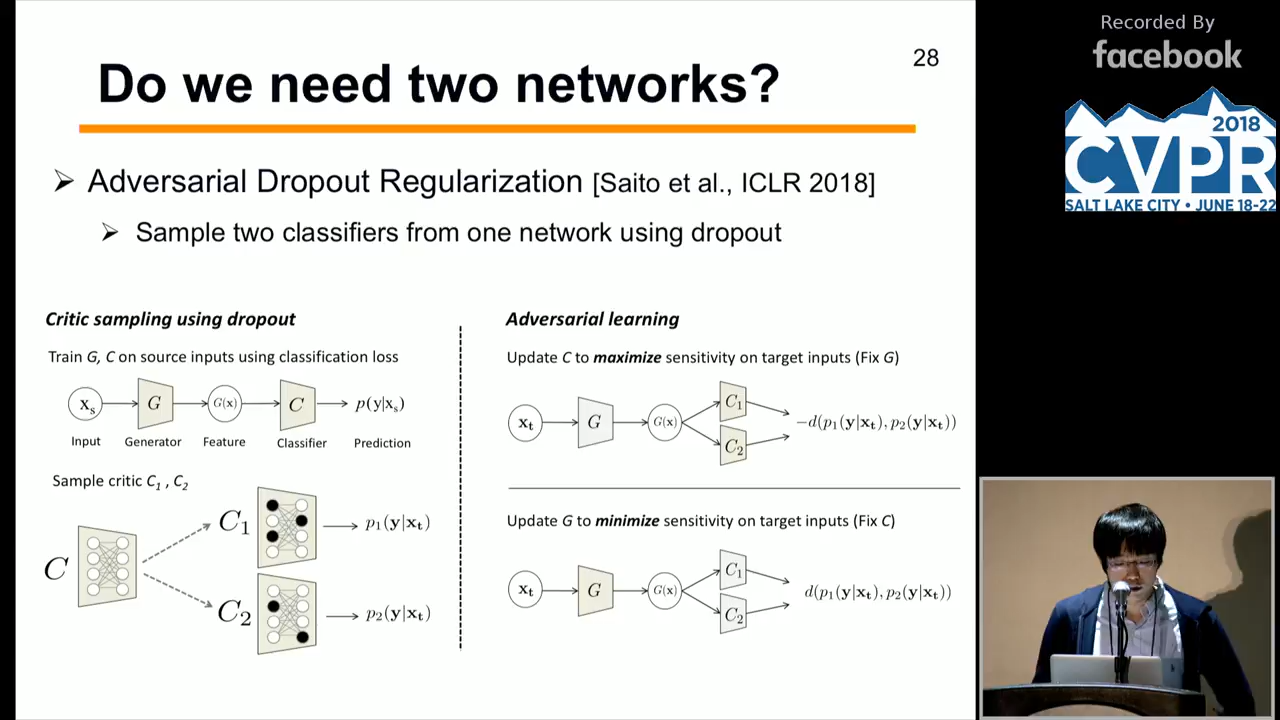 28
Do we need two networks?
➢ Adversarial Dropout Regularization [Saito et al., ICLR 2018]
➢ Sample two classifiers from one network using dropout
Critic sampling using dropout
Train G, C on source inputs using classification loss
xₛ G G(x) C p(y|xₛ)
Input Generator Feature Classifier Prediction
Sample critic C₁ , C₂
C C₁ p₁(y|xₜ)
C₂ p₂(y|xₜ)
Adversarial learning
Update C to maximize sensitivity on target inputs (Fix G)
xₜ G G(x) C₁ C₂ −d(p₁(y|xₜ), p₂(y|xₜ))
Update G to minimize sensitivity on target inputs (Fix C)
xₜ G G(x) C₁ C₂ d(p₁(y|xₜ), p₂(y|xₜ))
Recorded By
facebook
2018
CVPR
SALT LAKE CITY • JUNE 18-22